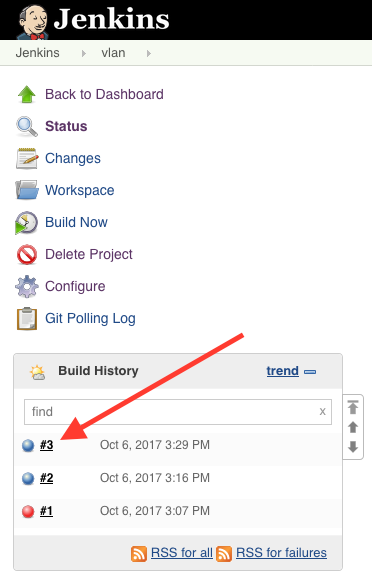 Jenkins
Jenkins vlan
Back to Dashboard
Status
Changes
Workspace
Build Now
Delete Project
Configure
Git Polling Log
Build History trend
find x
#3 Oct 6, 2017 3:29 PM
#2 Oct 6, 2017 3:16 PM
#1 Oct 6, 2017 3:07 PM
RSS for all RSS for failures